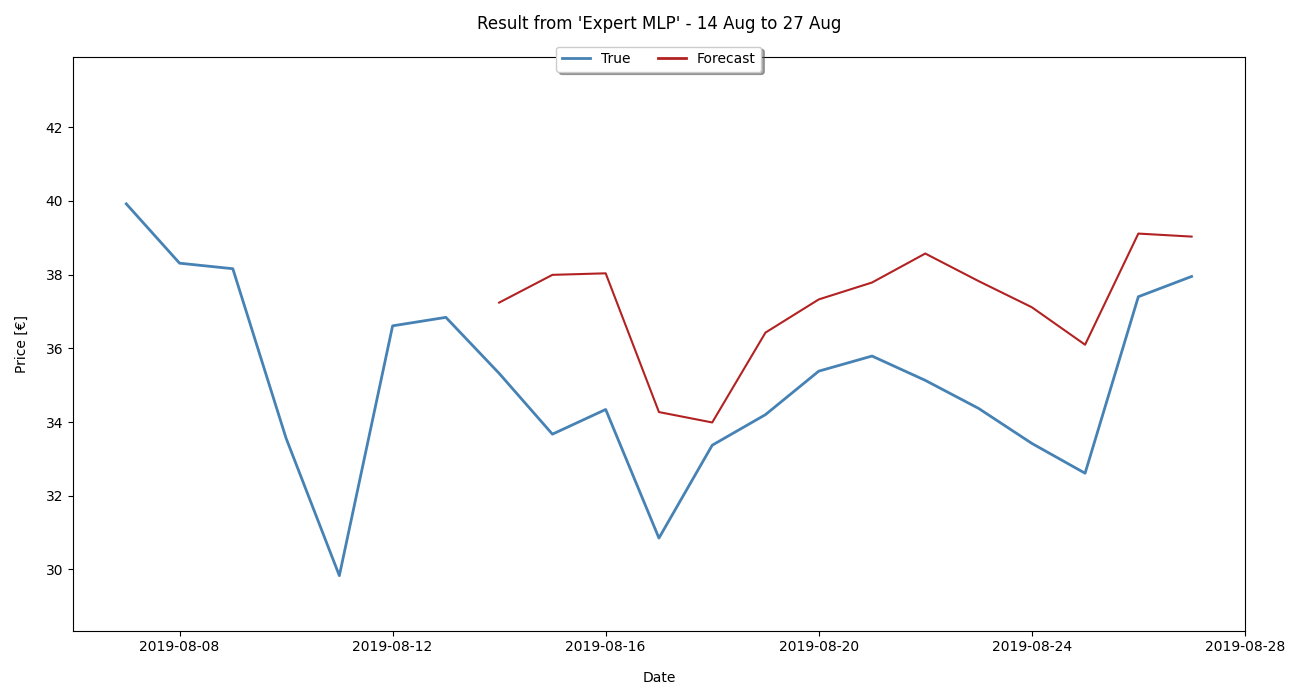 Result from 'Expert MLP' - 14 Aug to 27 Aug
True Forecast
42
40
38
36
34
32
30
Price [€]
2019-08-08 2019-08-12 2019-08-16 2019-08-20 2019-08-24 2019-08-28
Date